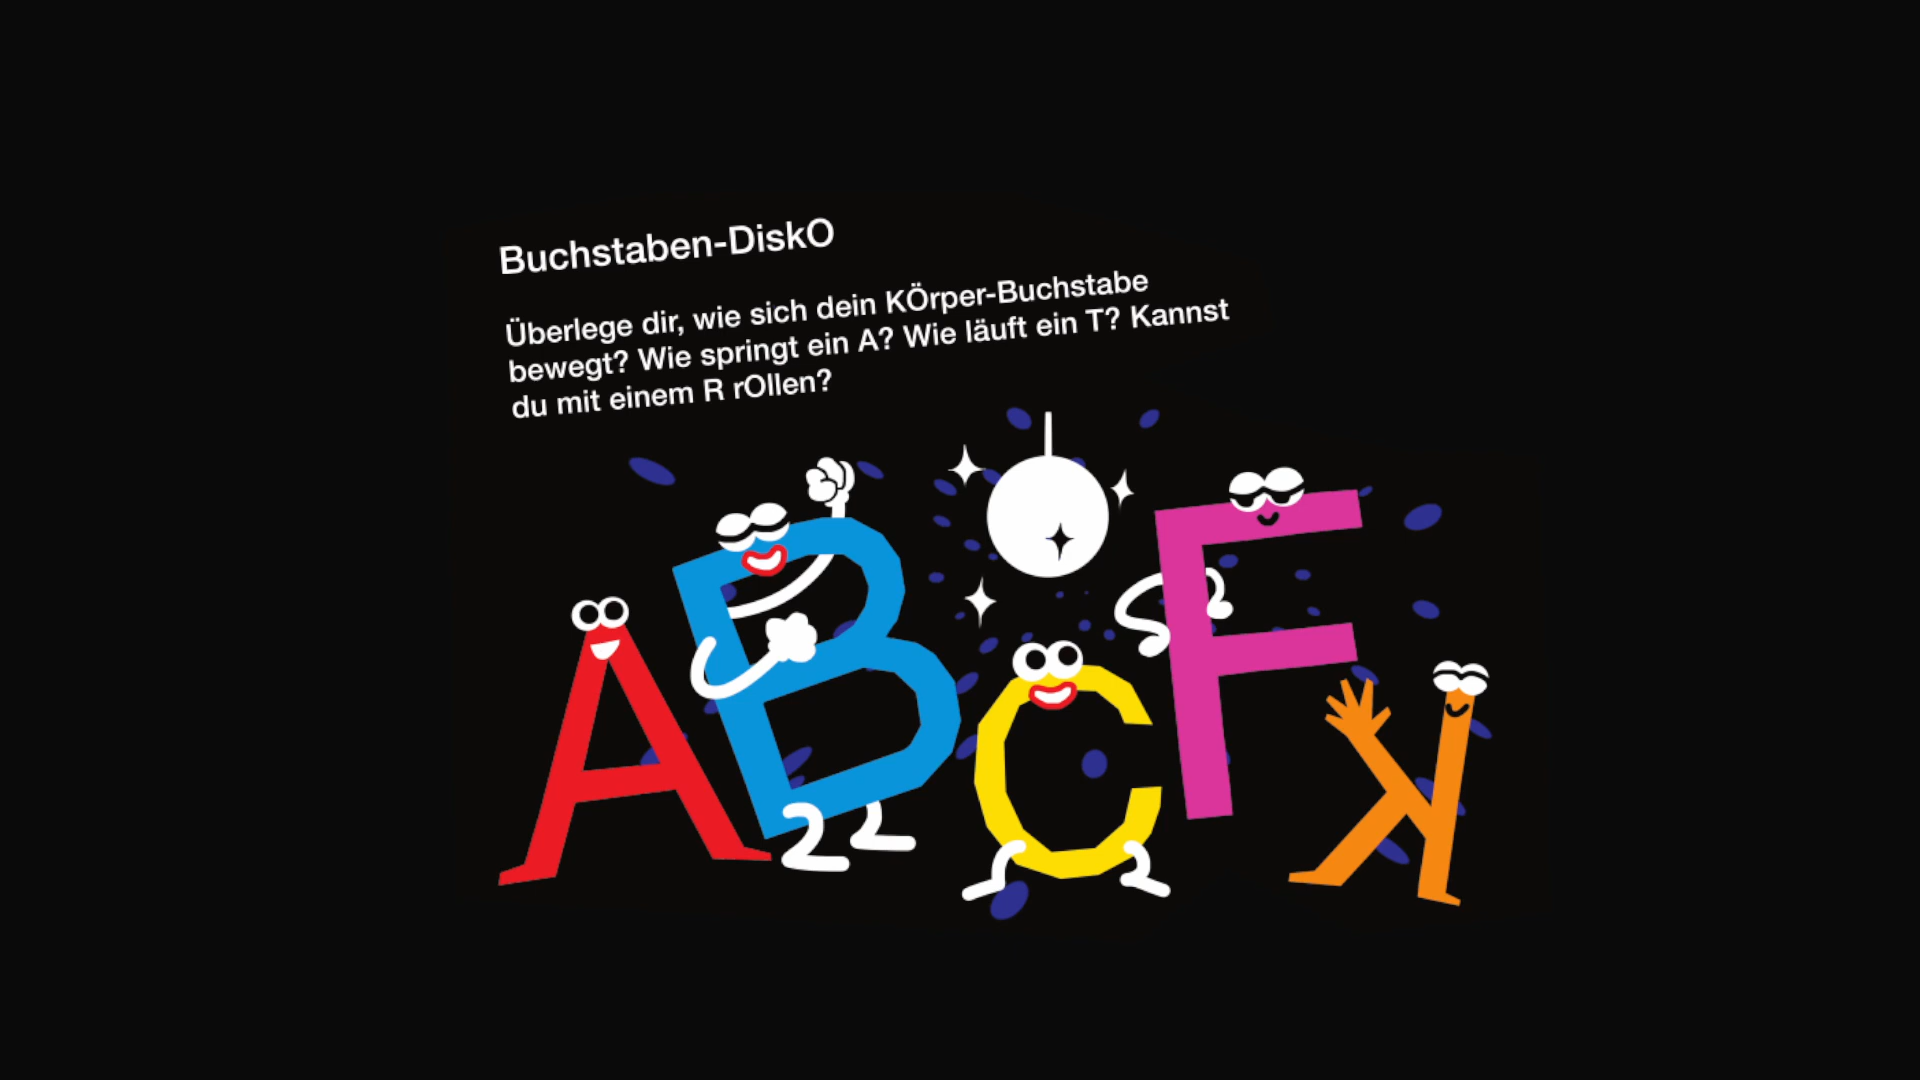 Buchstaben-DiskO
Überlege dir, wie sich dein KÖrper-Buchstabe
bewegt? Wie springt ein A? Wie läuft ein T? Kannst
du mit einem R rOllen?
A B C F K